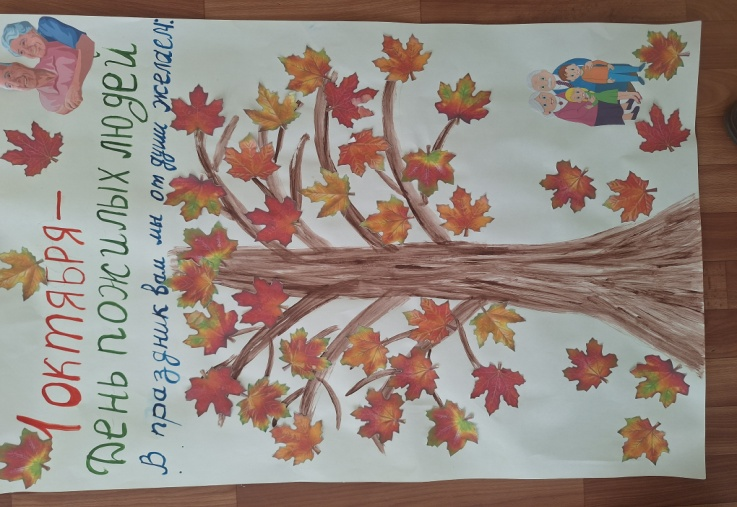 1 ОКТЯБРЯ —
ДЕНЬ ПОЖИЛЫХ ЛЮДЕЙ
В праздник вам мы от души желаем: